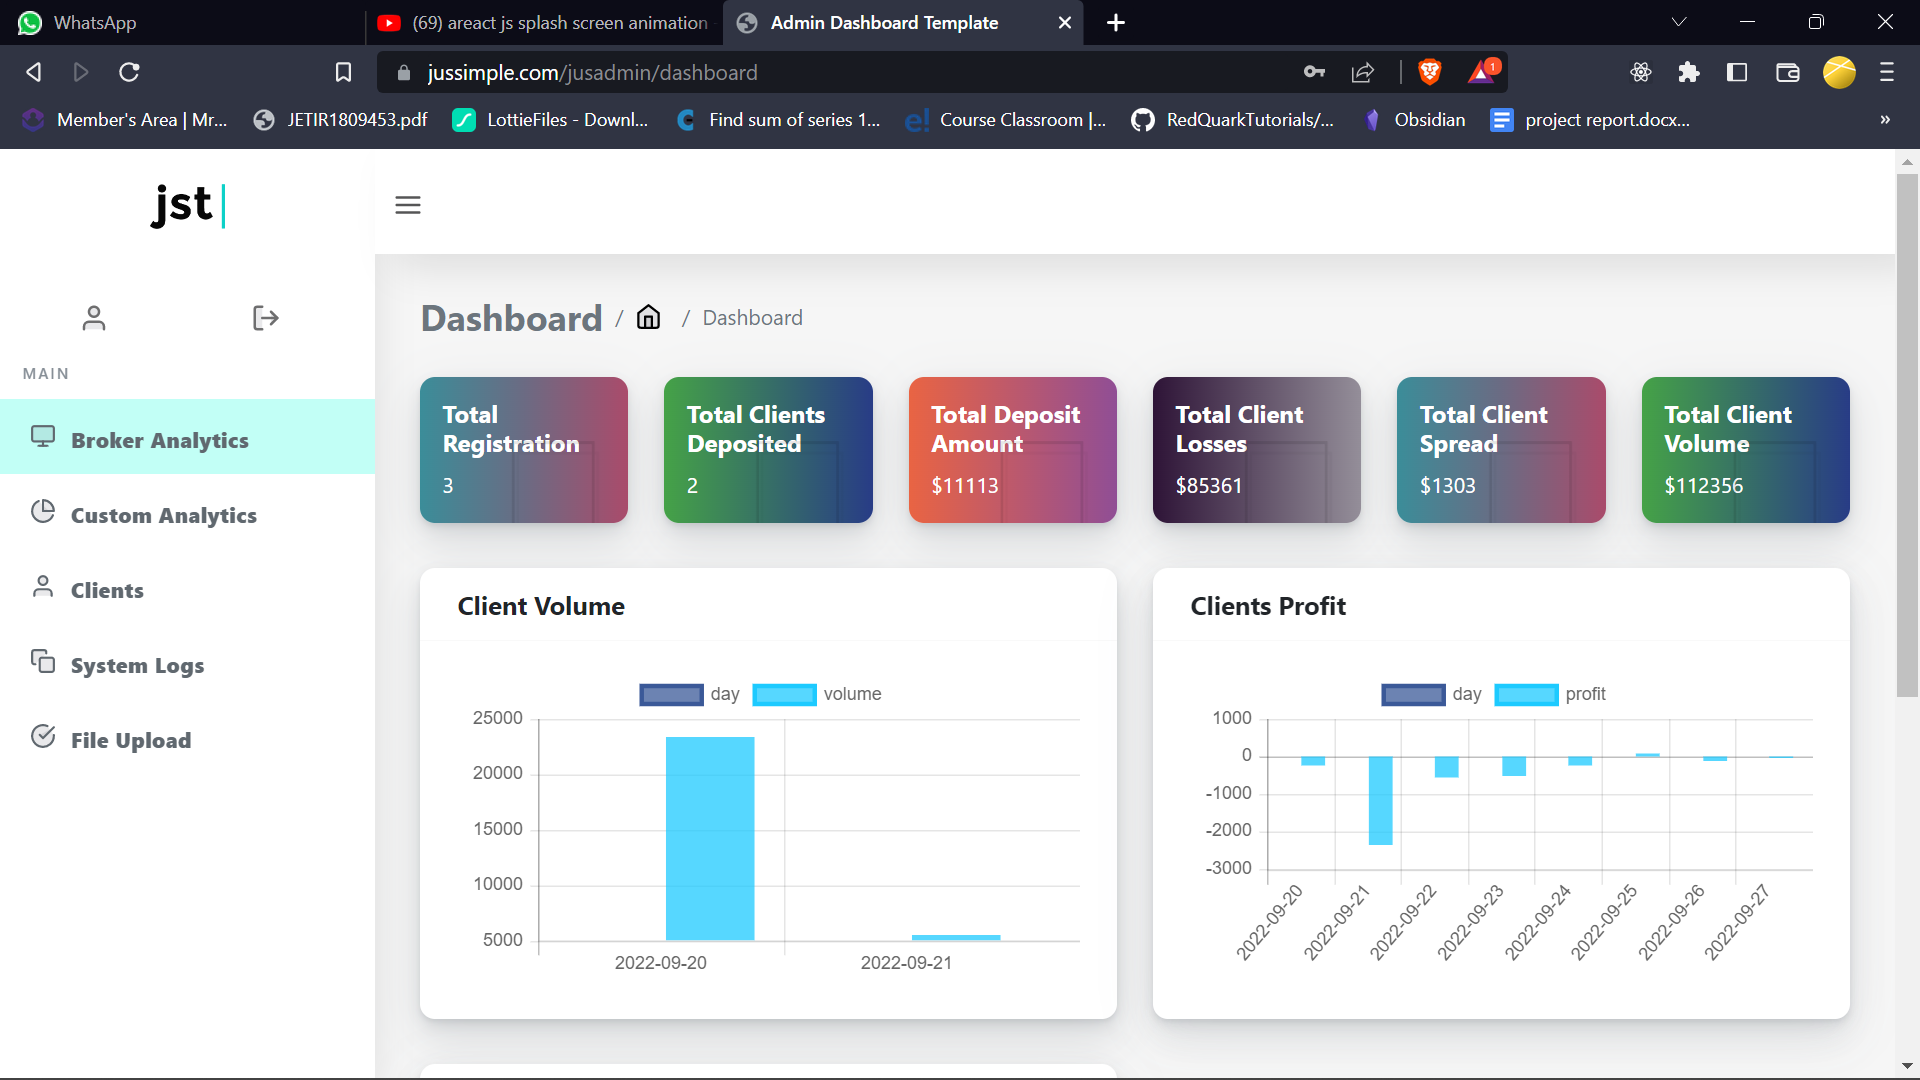 WhatsApp
(69) areact js splash screen animation
Admin Dashboard Template
jussimple.com/jusadmin/dashboard
1
Member's Area | Mr...
JETIR1809453.pdf
LottieFiles - Downl...
Find sum of series 1...
Course Classroom |...
RedQuarkTutorials/...
Obsidian
project report.docx...
»
jst
MAIN
Broker Analytics
Custom Analytics
Clients
System Logs
File Upload
Dashboard / / Dashboard
Total
Registration
3
Total Clients
Deposited
2
Total Deposit
Amount
$11113
Total Client
Losses
$85361
Total Client
Spread
$1303
Total Client
Volume
$112356
Client Volume
day volume
25000
20000
15000
10000
5000
2022-09-20 2022-09-21
Clients Profit
day profit
1000
0
-1000
-2000
-3000
2022-09-20
2022-09-21
2022-09-22
2022-09-23
2022-09-24
2022-09-25
2022-09-26
2022-09-27